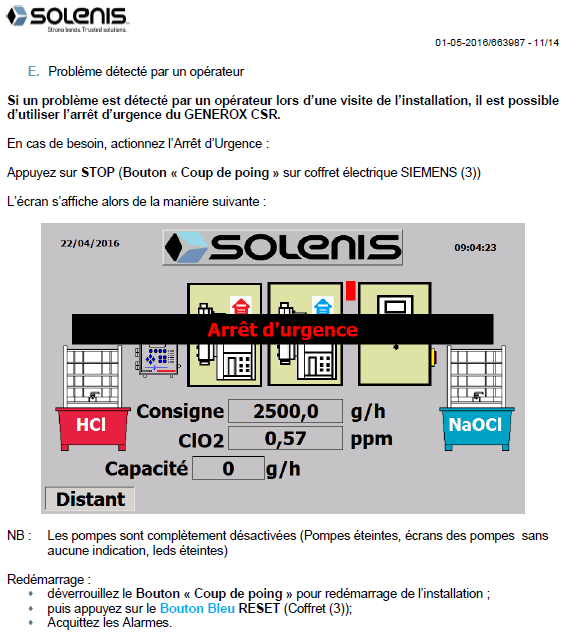 SOLENIS
Strong bonds. Trusted solutions.
01-05-2016/663987 - 11/14
E. Problème détecté par un opérateur
Si un problème est détecté par un opérateur lors d'une visite de l'installation, il est possible
d'utiliser l'arrêt d'urgence du GENEROX CSR.
En cas de besoin, actionnez l'Arrêt d'Urgence :
Appuyez sur STOP (Bouton « Coup de poing » sur coffret électrique SIEMENS (3))
L'écran s'affiche alors de la manière suivante :
22/04/2016
SOLENIS
09:04:23
Arrêt d'urgence
HCl
NaOCl
Consigne 2500,0 g/h
ClO2 0,57 ppm
Capacité 0 g/h
Distant
NB : Les pompes sont complètement désactivées (Pompes éteintes, écrans des pompes sans
aucune indication, leds éteintes)
Redémarrage :
♦ déverrouillez le Bouton « Coup de poing » pour redémarrage de l'installation ;
♦ puis appuyez sur le Bouton Bleu RESET (Coffret (3));
♦ Acquittez les Alarmes.